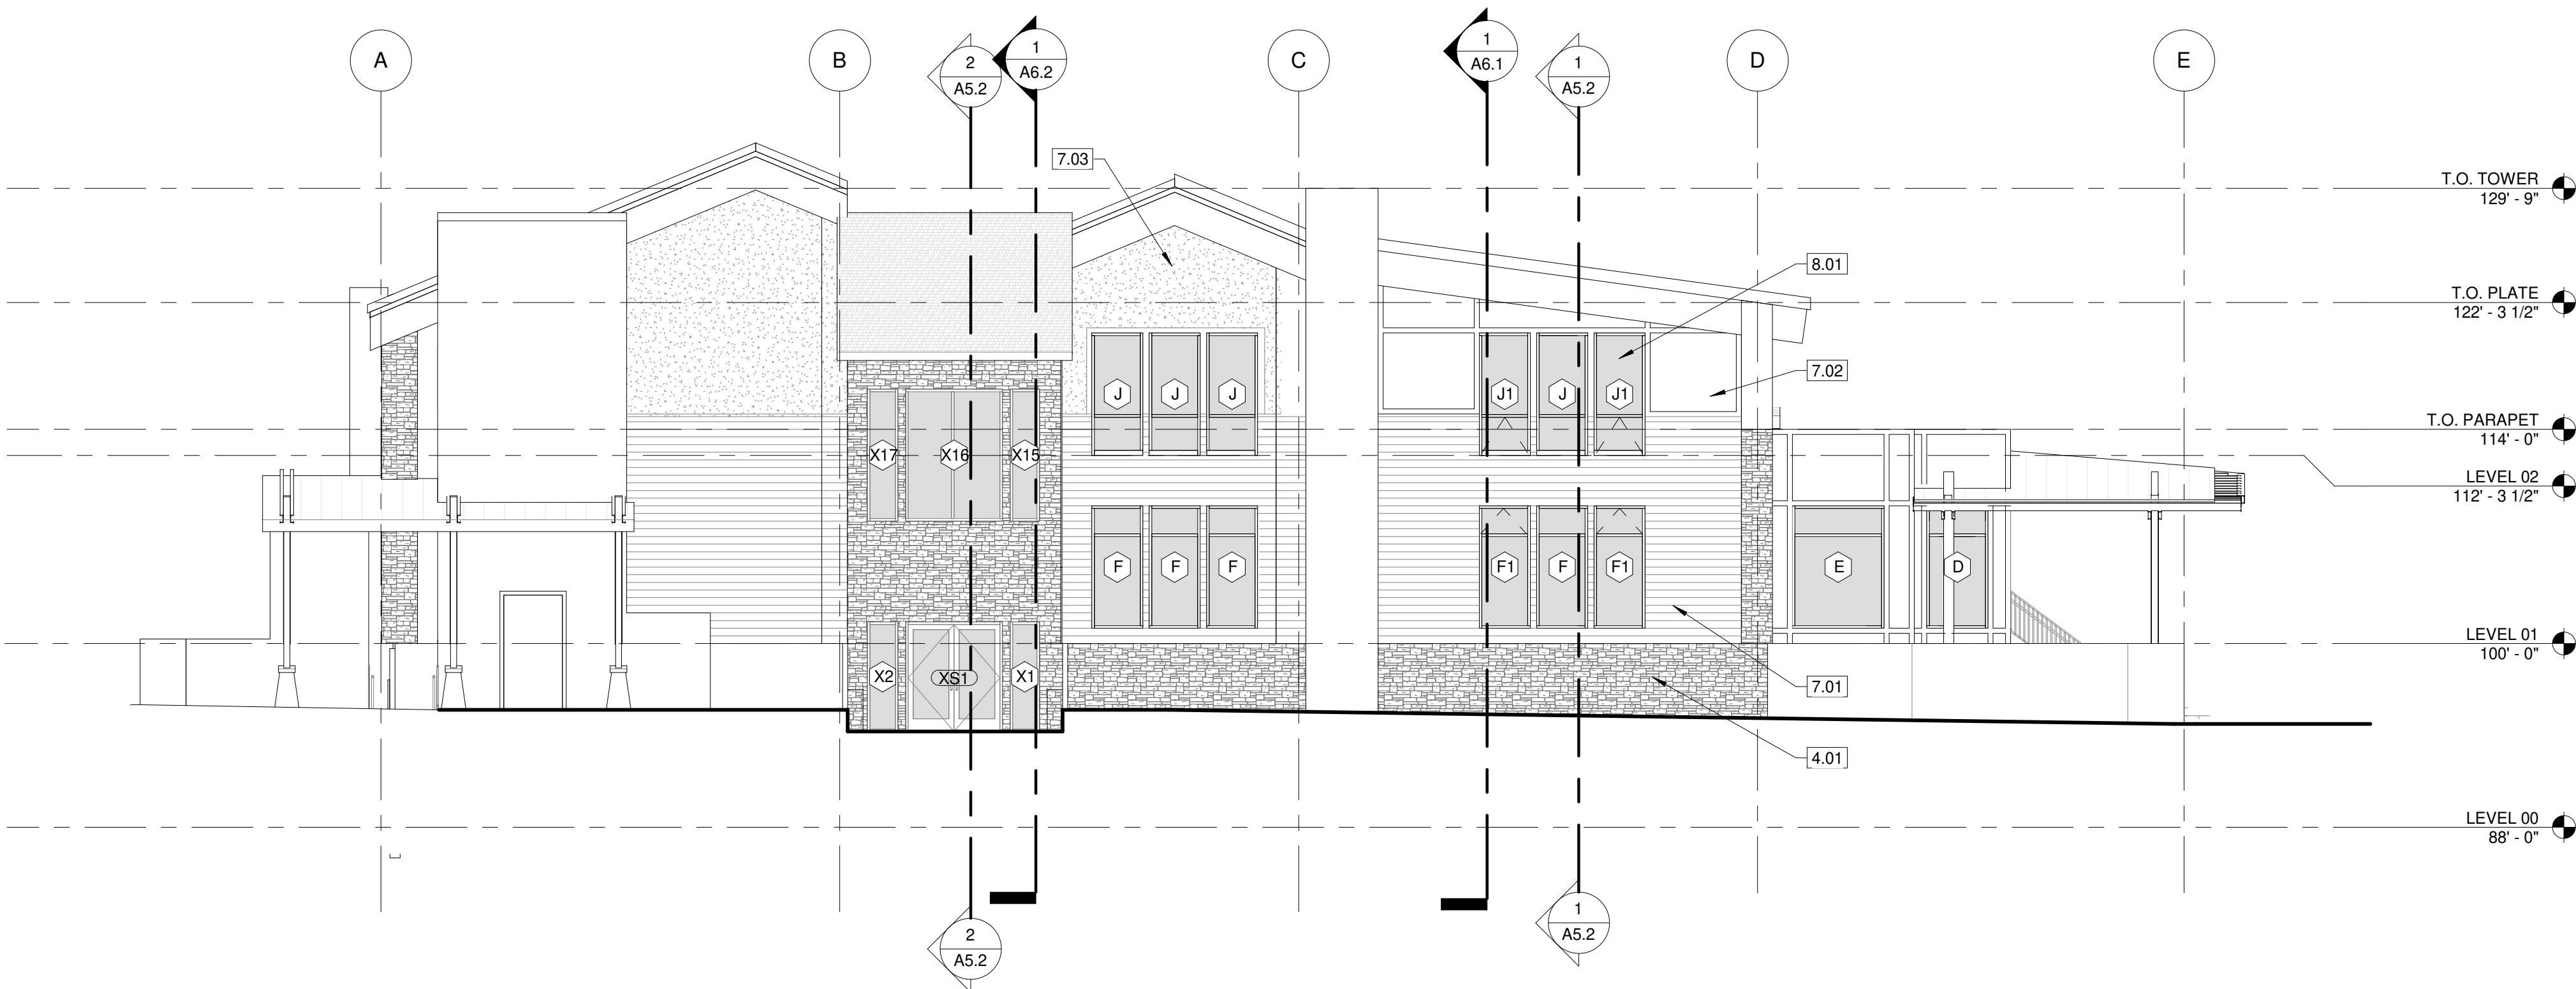 A
B
2
A5.2
1
A6.2
C
1
A6.1
1
A5.2
D
E
7.03
T.O. TOWER
129' - 9"
8.01
T.O. PLATE
122' - 3 1/2"
7.02
J
J
J
J1
J
J1
T.O. PARAPET
114' - 0"
X17
X16
X15
LEVEL 02
112' - 3 1/2"
F
F
F
F1
F
F1
E
D
LEVEL 01
100' - 0"
X2
XS1
X1
7.01
4.01
LEVEL 00
88' - 0"
2
A5.2
1
A5.2